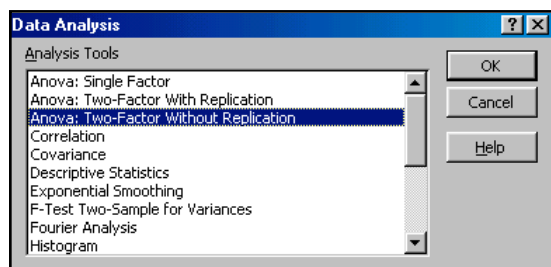 Data Analysis
Analysis Tools
Anova: Single Factor
Anova: Two-Factor With Replication
Anova: Two-Factor Without Replication
Correlation
Covariance
Descriptive Statistics
Exponential Smoothing
F-Test Two-Sample for Variances
Fourier Analysis
Histogram
OK
Cancel
Help